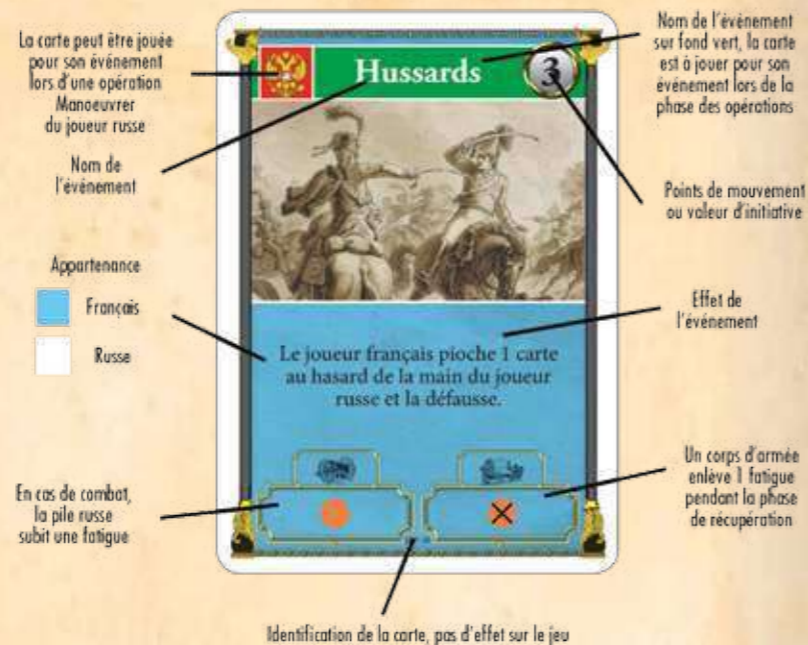 La carte peut être jouée
pour son événement
lors d'une opération
Manoeuvrer
du joueur russe
Nom de
l'événement
Appartenance
Français
Russe
En cas de combat,
la pile russe
subit une fatigue
Hussards
3
Le joueur français pioche 1 carte
au hasard de la main du joueur
russe et la défausse.
Nom de l'événement
sur fond vert, la carte
est à jouer pour son
événement lors de la
phase des opérations
Points de mouvement
ou valeur d'initiative
Effet de
l'événement
Un corps d'armée
enlève 1 fatigue
pendant la phase
de récupération
Identification de la carte, pas d'effet sur le jeu